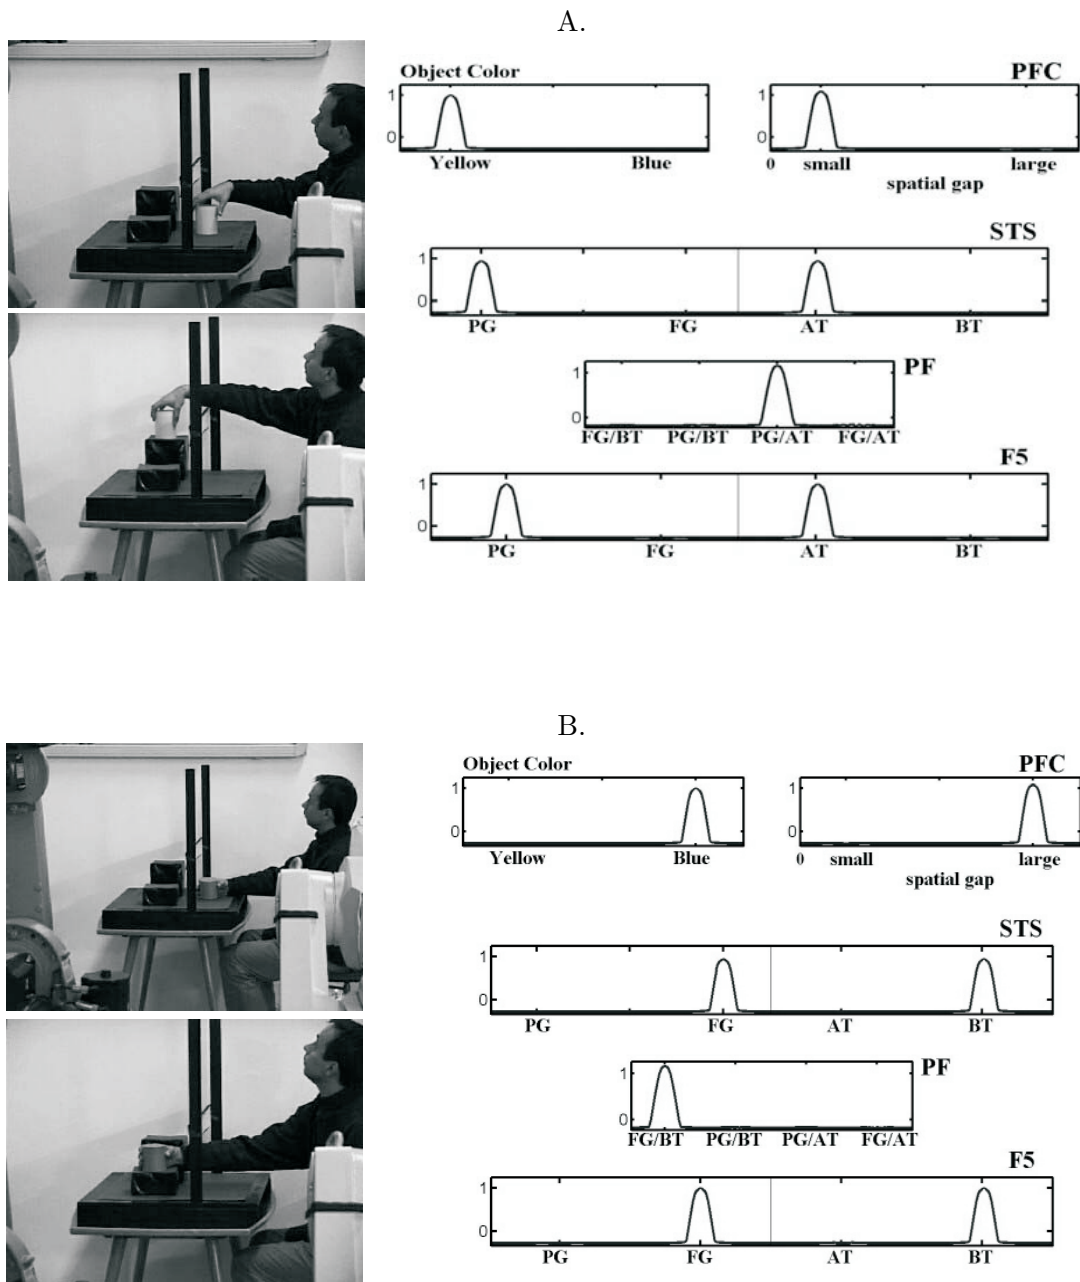 A.
Object Color PFC
1 1
0 0
Yellow Blue 0 small large
spatial gap
STS
1
0
PG FG AT BT
PF
1
0
FG/BT PG/BT PG/AT FG/AT
F5
1
0
PG FG AT BT
B.
Object Color PFC
1 1
0 0
Yellow Blue 0 small large
spatial gap
STS
1
0
PG FG AT BT
PF
1
0
FG/BT PG/BT PG/AT FG/AT
F5
1
0
PG FG AT BT